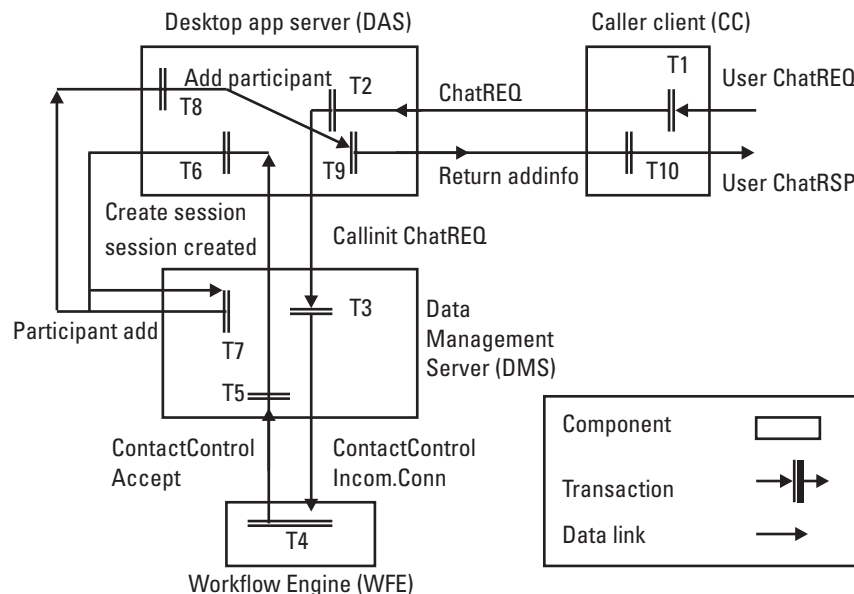 Desktop app server (DAS)
Caller client (CC)
Add participant
T2
T1
User ChatREQ
ChatREQ
T8
T6
T9
Return addinfo
T10
User ChatRSP
Create session
session created
Callinit ChatREQ
T3
Data
Management
Server (DMS)
Participant add
T7
T5
ContactControl
Accept
ContactControl
Incom.Conn
T4
Workflow Engine (WFE)
Component
Transaction
Data link